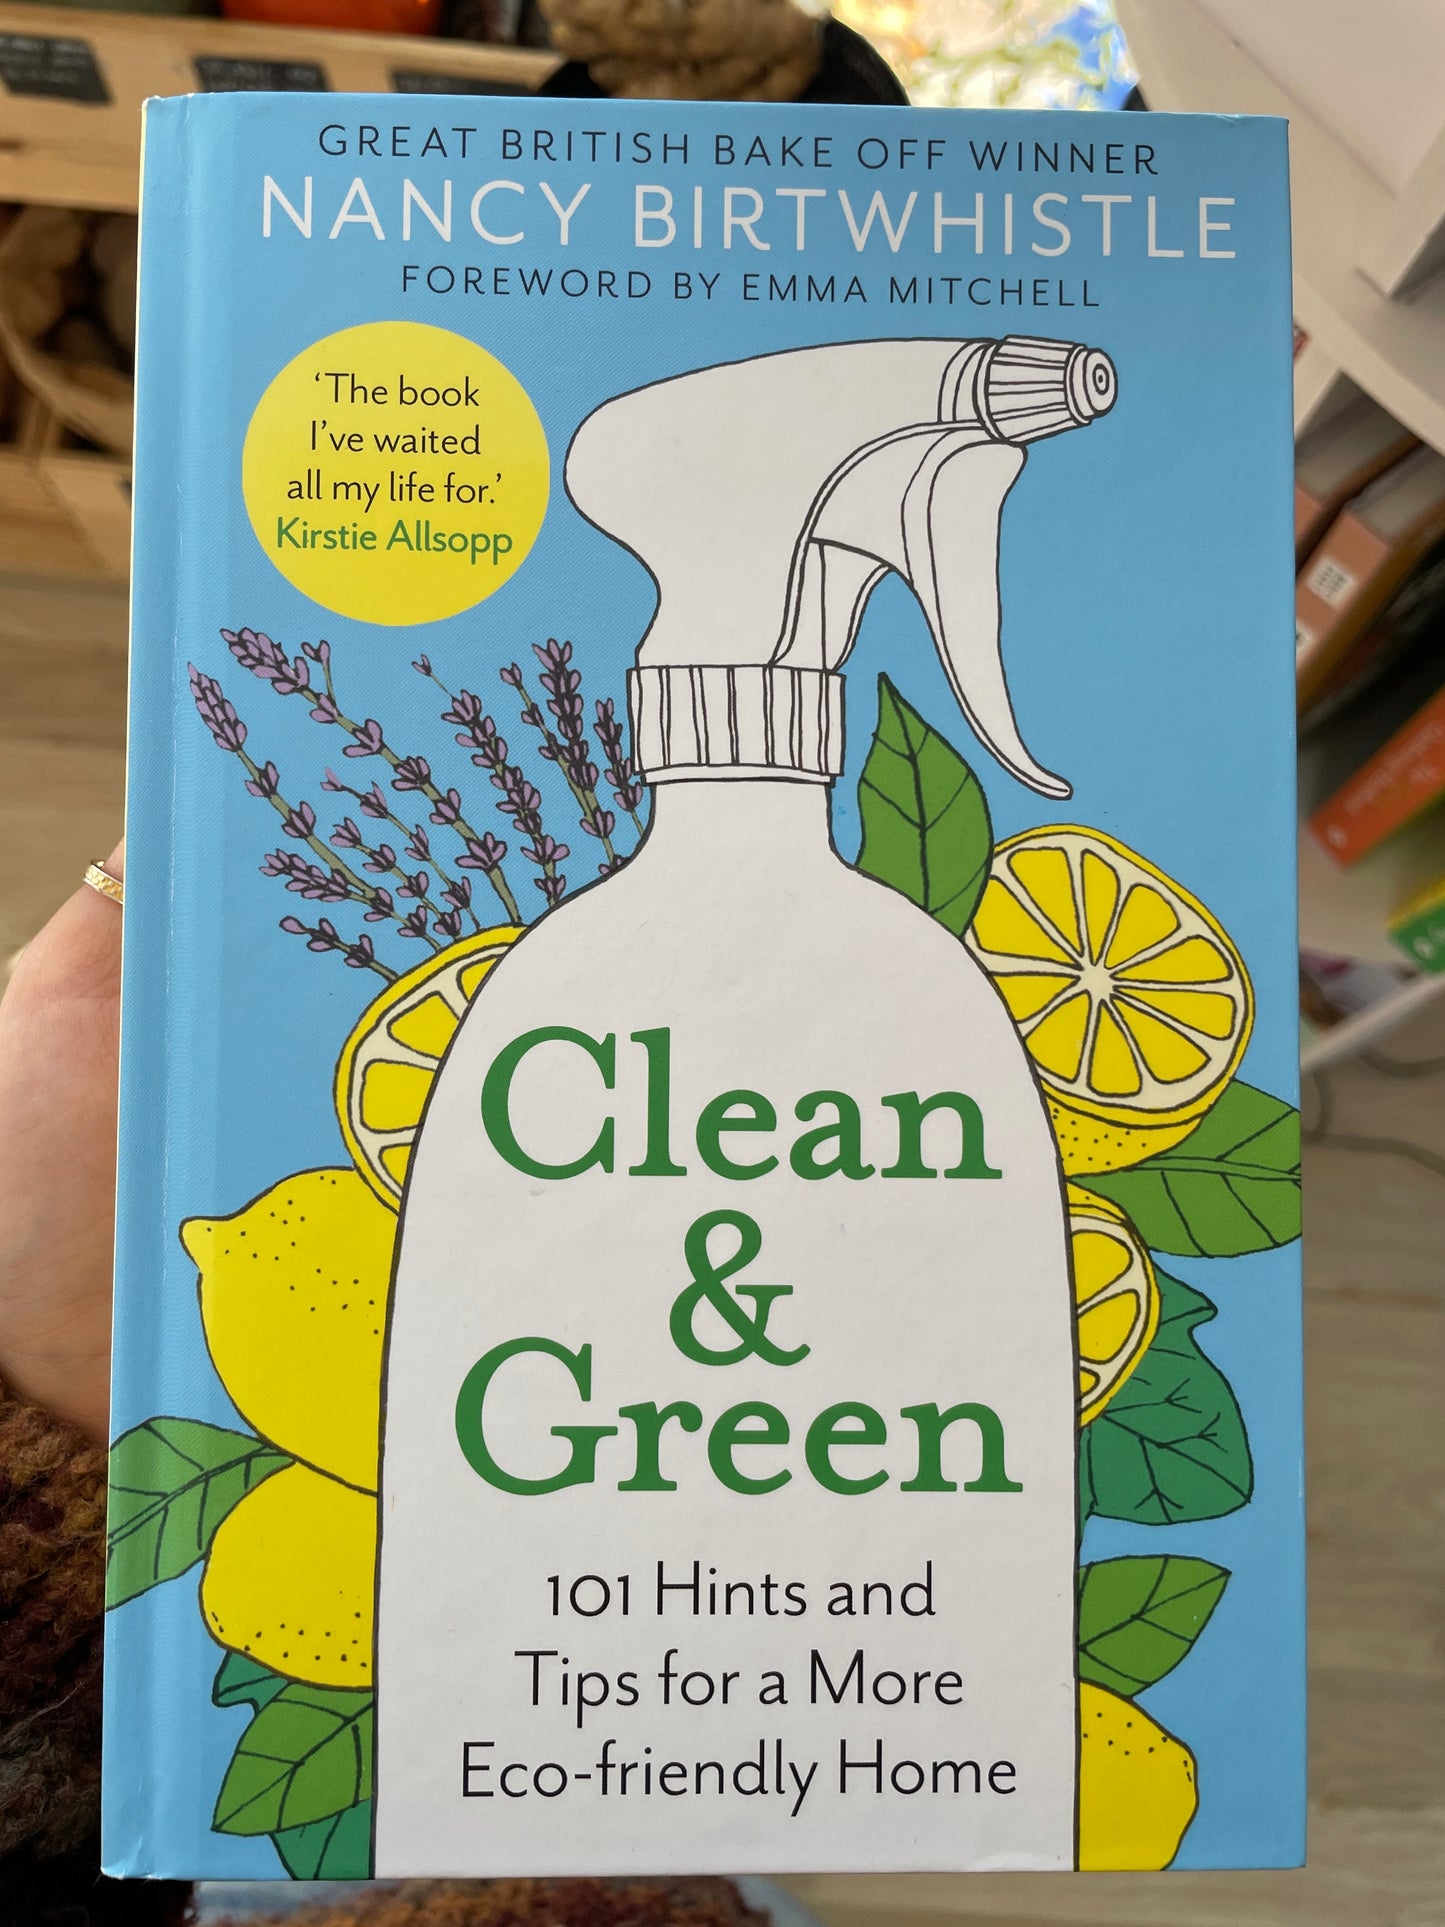 GREAT BRITISH BAKE OFF WINNER
NANCY BIRTWHISTLE
FOREWORD BY EMMA MITCHELL
‘The book
I’ve waited
all my life for.’
Kirstie Allsopp
Clean
&
Green
101 Hints and
Tips for a More
Eco-friendly Home